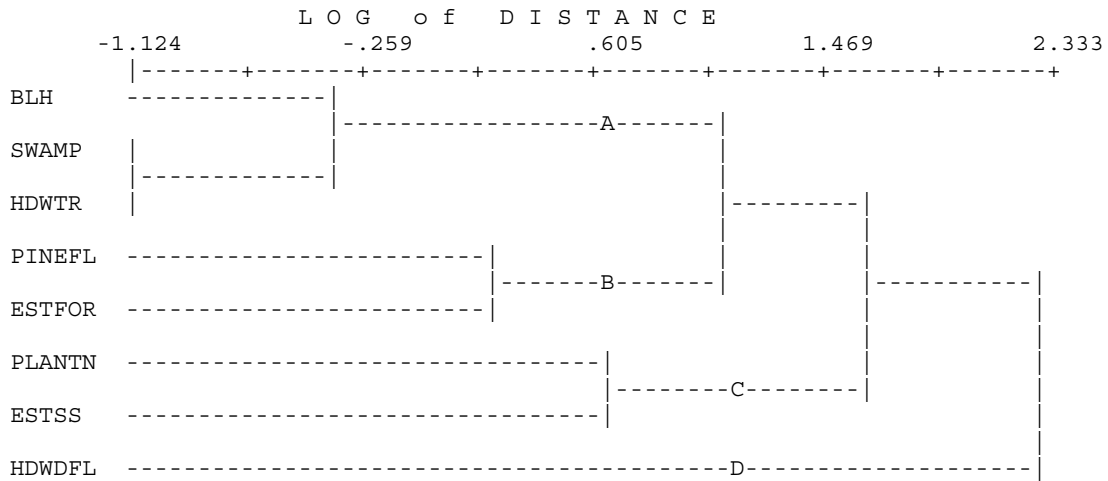 L O G o f D I S T A N C E
-1.124 -.259 .605 1.469 2.333
BLH
A
SWAMP
HDWTR
PINEFL
B
ESTFOR
PLANTN
C
ESTSS
HDWDFL D